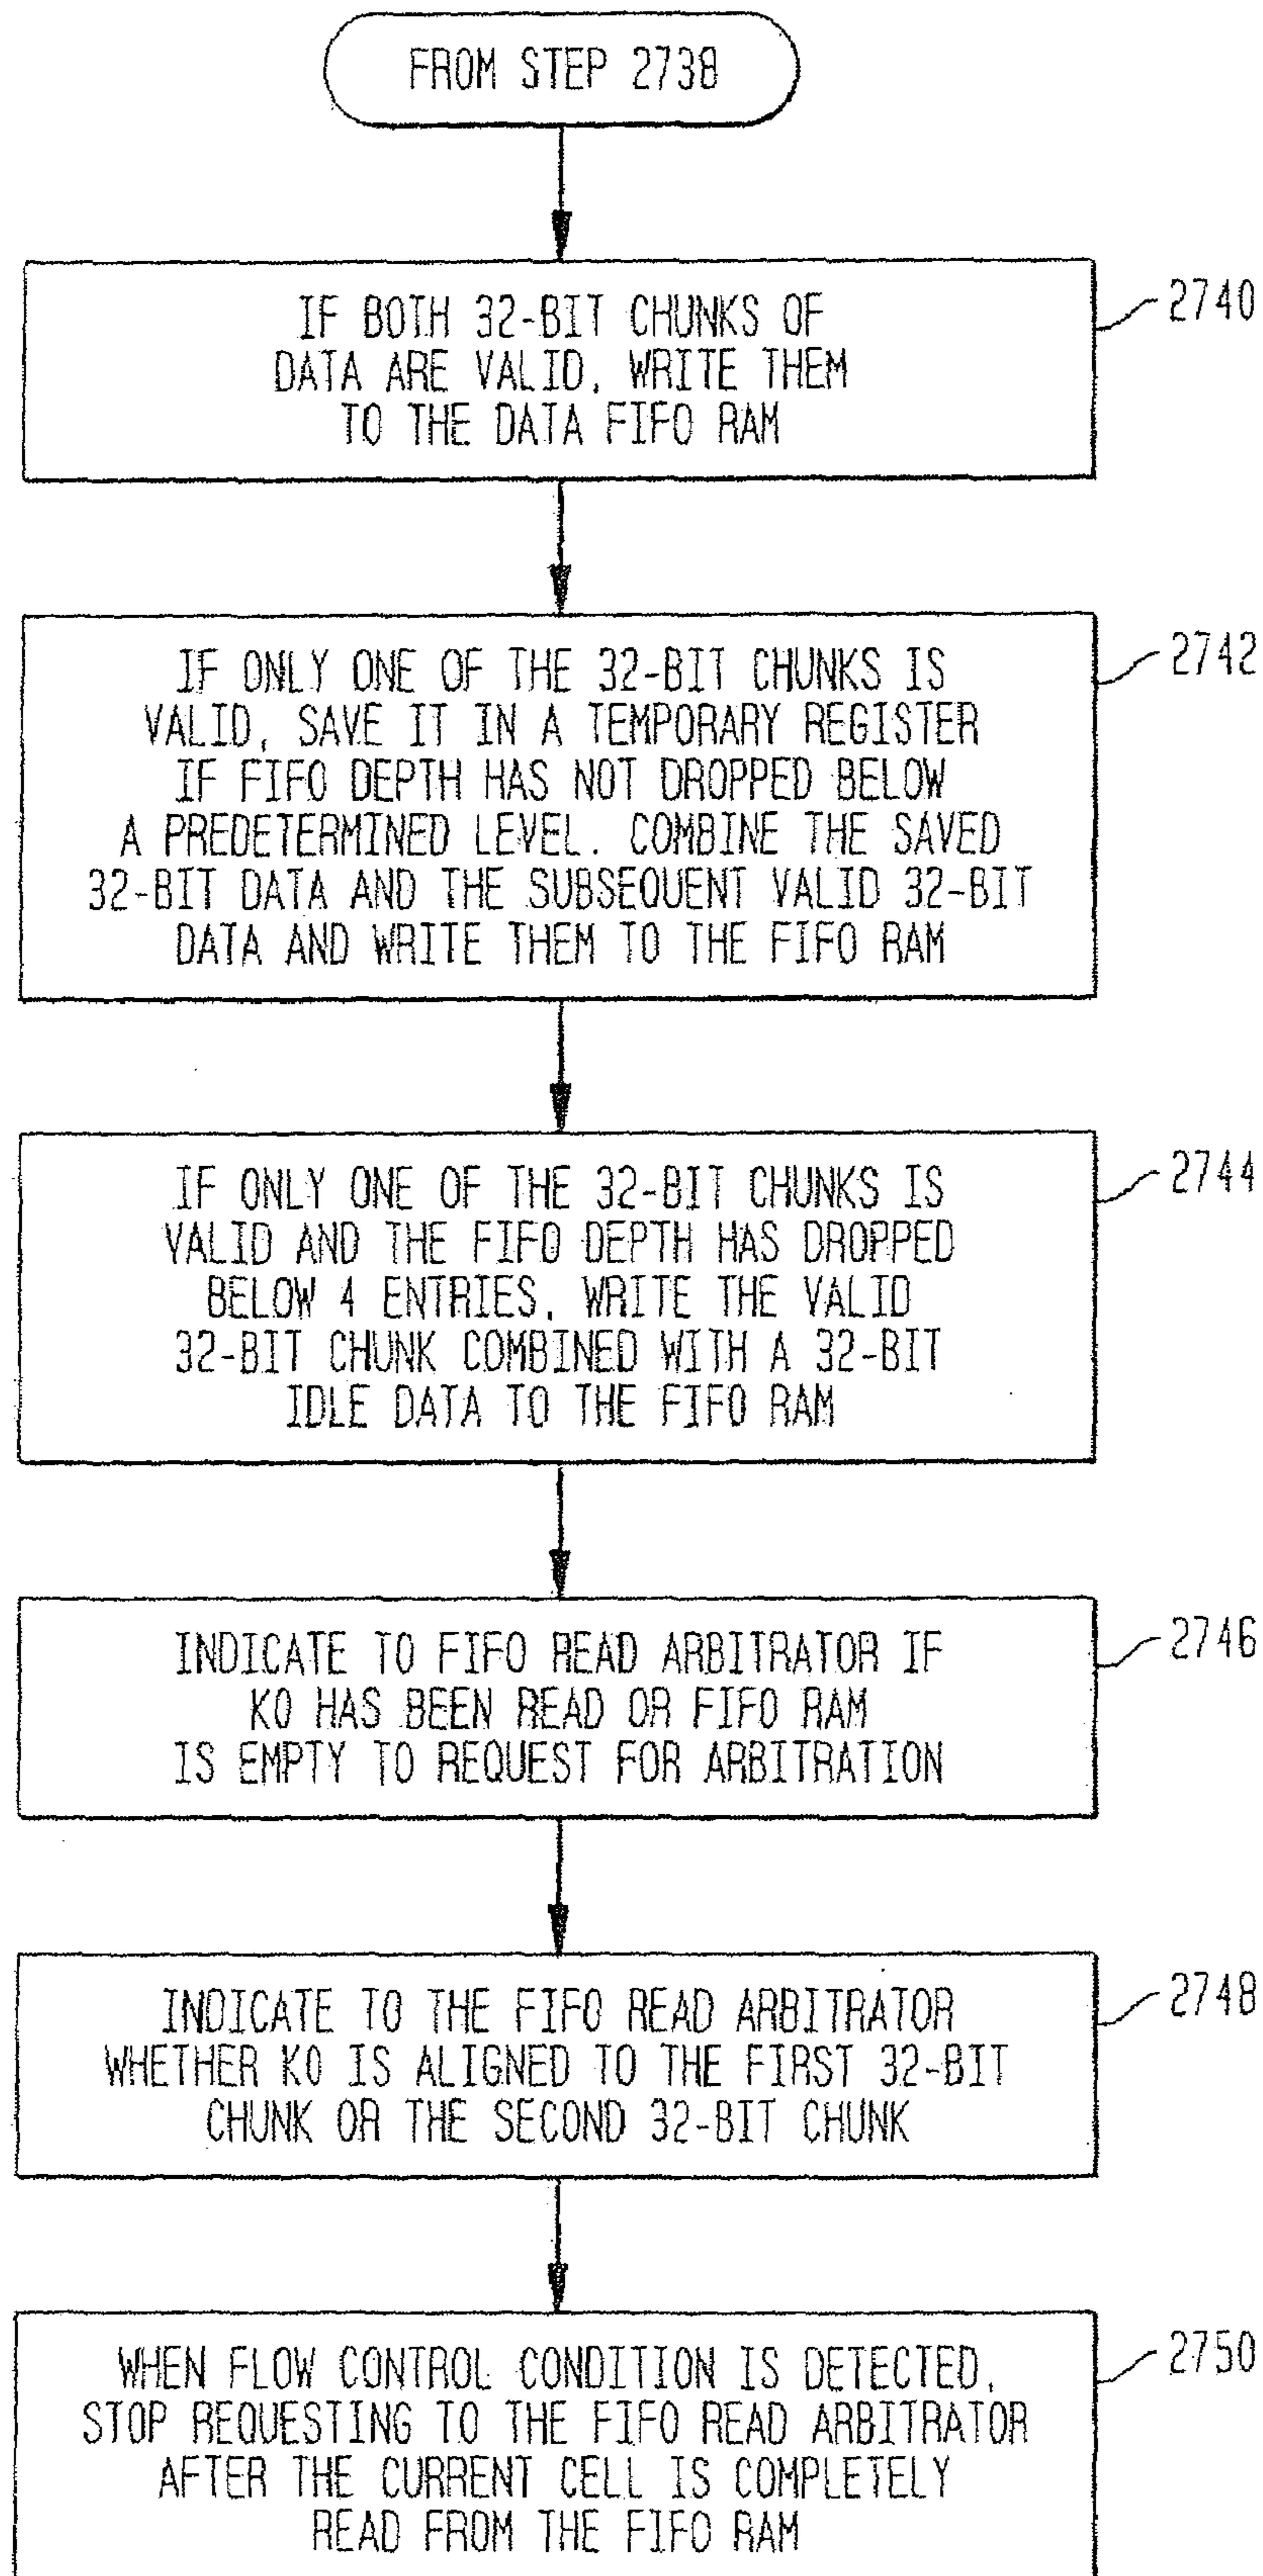 FROM STEP 2738
IF BOTH 32-BIT CHUNKS OF
DATA ARE VALID, WRITE THEM
TO THE DATA FIFO RAM
2740
IF ONLY ONE OF THE 32-BIT CHUNKS IS
VALID, SAVE IT IN A TEMPORARY REGISTER
IF FIFO DEPTH HAS NOT DROPPED BELOW
A PREDETERMINED LEVEL. COMBINE THE SAVED
32-BIT DATA AND THE SUBSEQUENT VALID 32-BIT
DATA AND WRITE THEM TO THE FIFO RAM
2742
IF ONLY ONE OF THE 32-BIT CHUNKS IS
VALID AND THE FIFO DEPTH HAS DROPPED
BELOW 4 ENTRIES, WRITE THE VALID
32-BIT CHUNK COMBINED WITH A 32-BIT
IDLE DATA TO THE FIFO RAM
2744
INDICATE TO FIFO READ ARBITRATOR IF
K0 HAS BEEN READ OR FIFO RAM
IS EMPTY TO REQUEST FOR ARBITRATION
2746
INDICATE TO THE FIFO READ ARBITRATOR
WHETHER K0 IS ALIGNED TO THE FIRST 32-BIT
CHUNK OR THE SECOND 32-BIT CHUNK
2748
WHEN FLOW CONTROL CONDITION IS DETECTED,
STOP REQUESTING TO THE FIFO READ ARBITRATOR
AFTER THE CURRENT CELL IS COMPLETELY
READ FROM THE FIFO RAM
2750